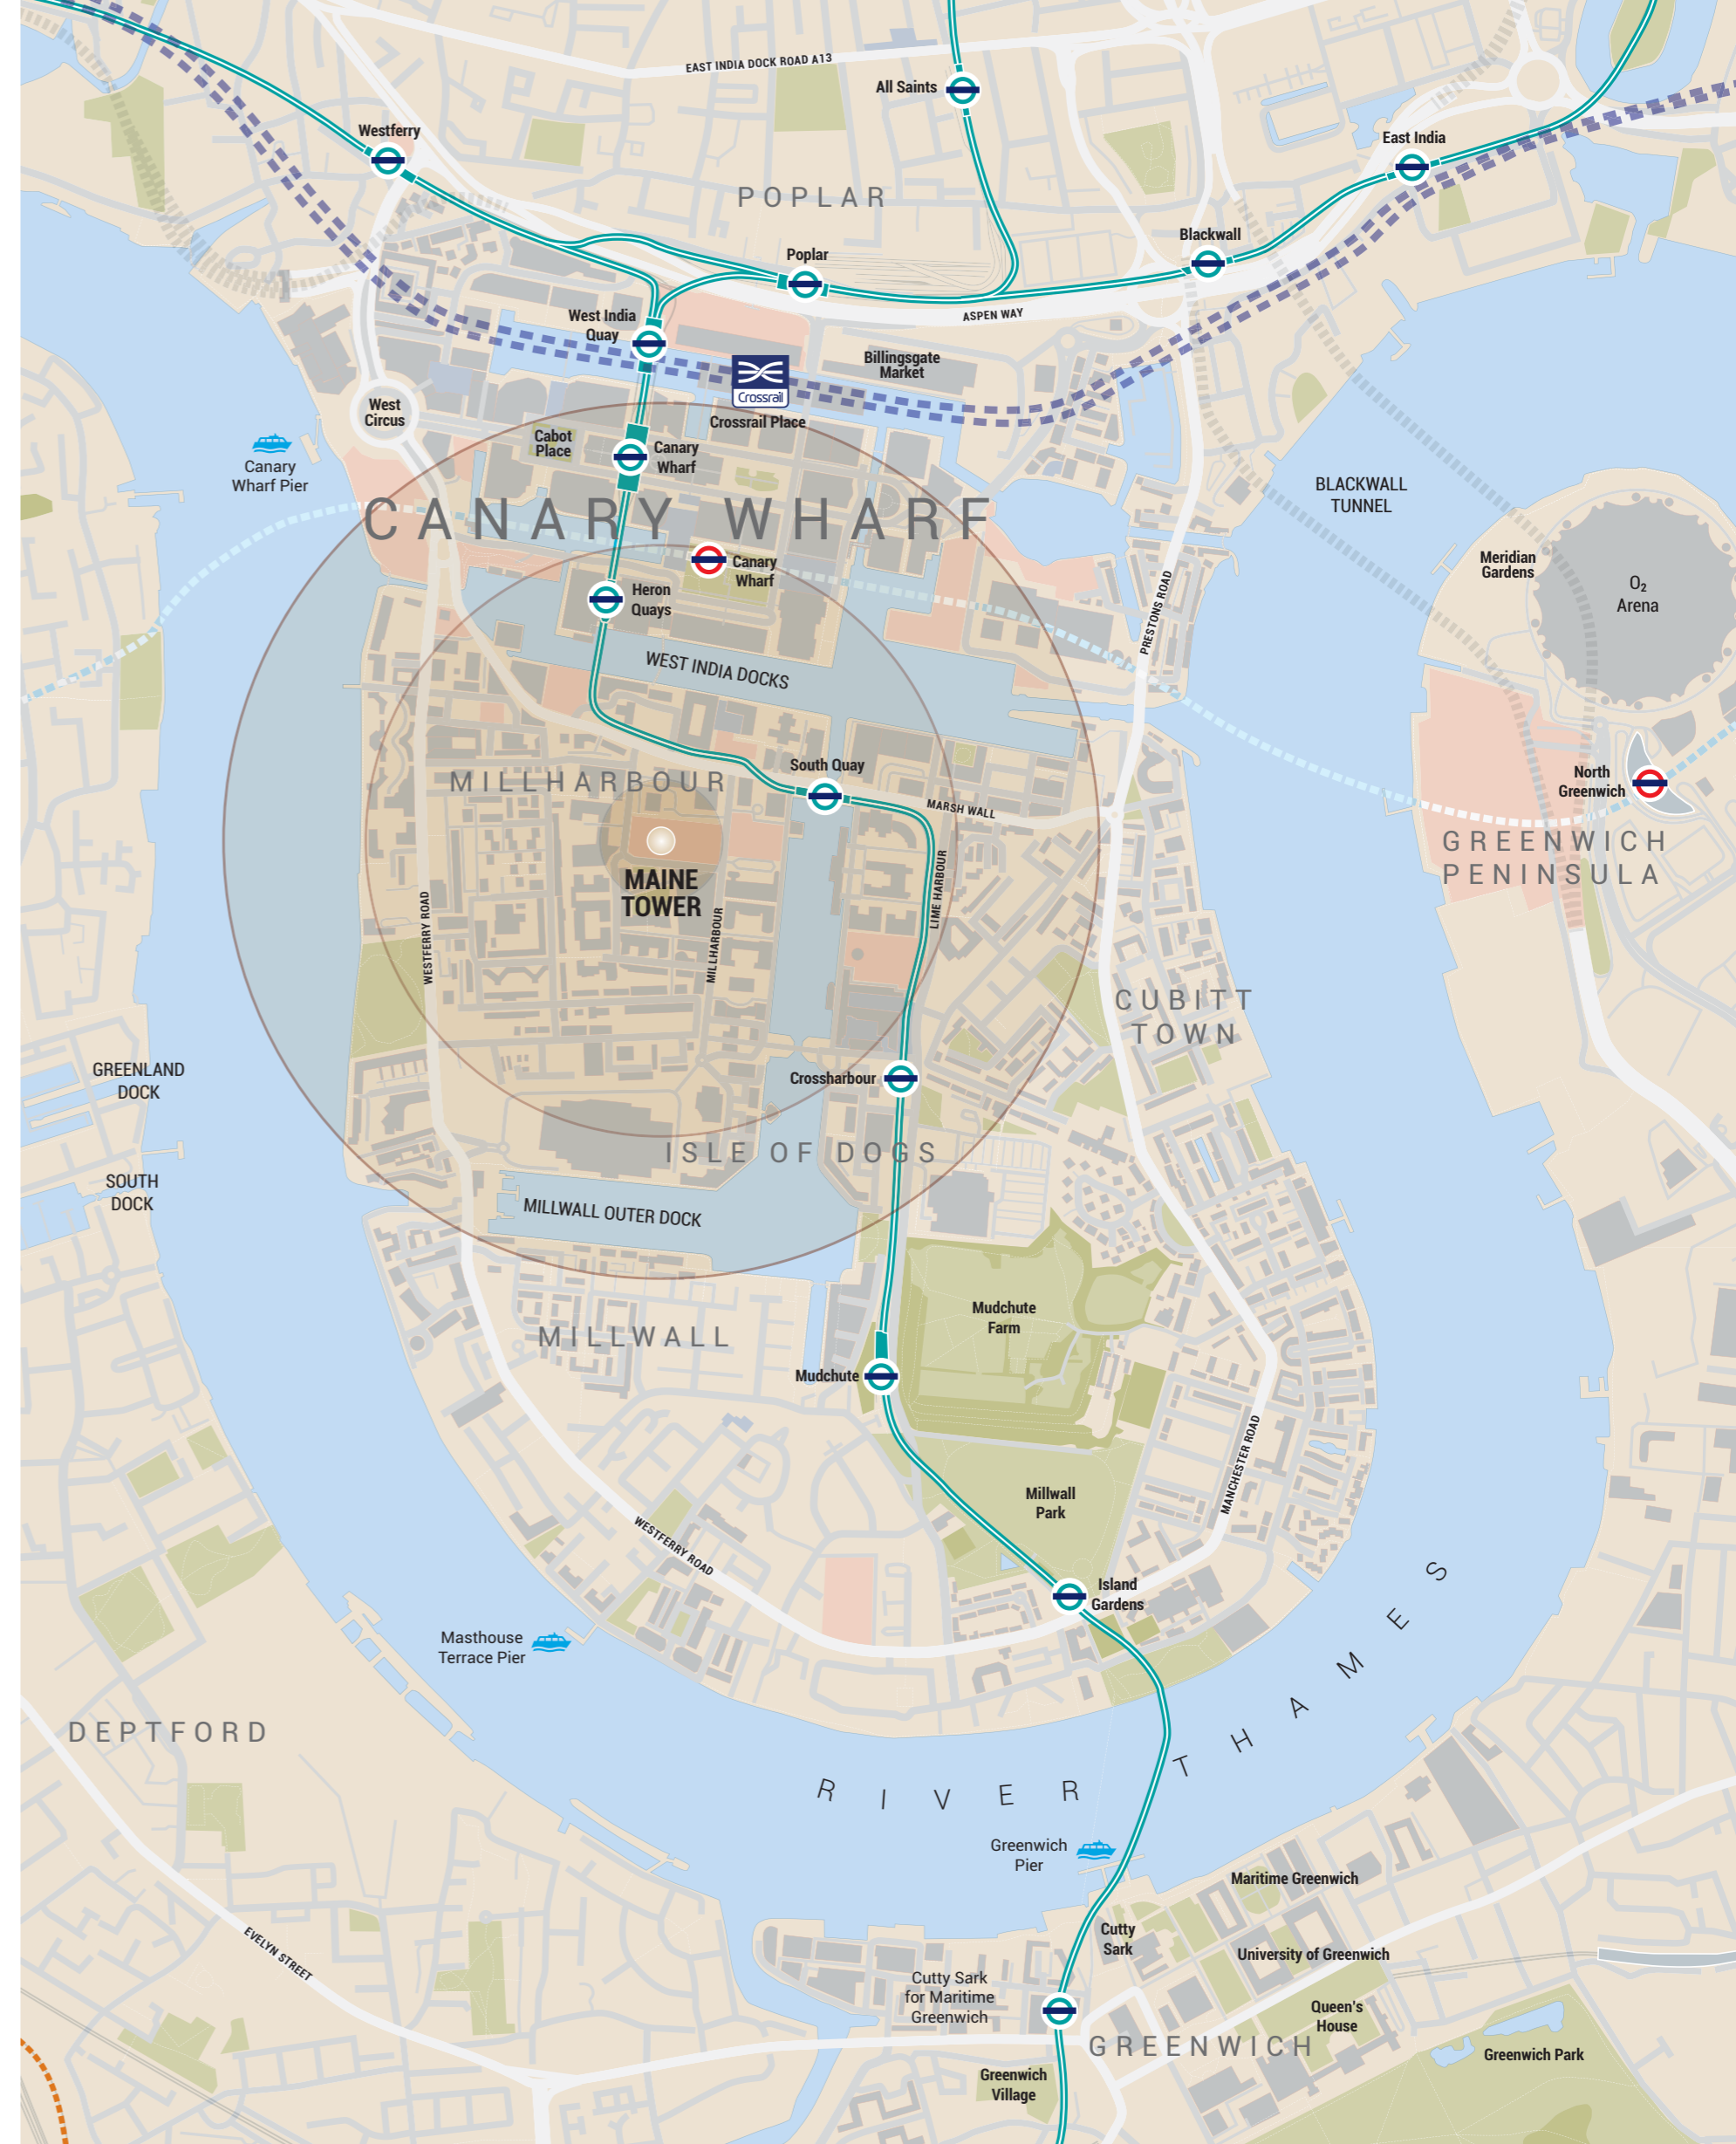 EAST INDIA DOCK ROAD A13
All Saints
Westferry
East India
POPLAR
Blackwall
Poplar
West India
Quay
ASPEN WAY
Billingsgate
Market
Crossrail
Crossrail Place
West
Circus
Cabot
Place
Canary
Wharf
Canary
Wharf Pier
BLACKWALL
TUNNEL
CANARY WHARF
Canary
Wharf
Meridian
Gardens
O₂
Arena
Heron
Quays
PRESTONS ROAD
WEST INDIA DOCKS
South Quay
MILLHARBOUR
North
Greenwich
MARSH WALL
GREENWICH
PENINSULA
MAINE
TOWER
LIME HARBOUR
WESTFERRY ROAD
MILLHARBOUR
CUBITT
TOWN
GREENLAND
DOCK
Crossharbour
ISLE OF DOGS
SOUTH
DOCK
MILLWALL OUTER DOCK
Mudchute
Farm
MILLWALL
Mudchute
MANCHESTER ROAD
Millwall
Park
WESTFERRY ROAD
Island
Gardens
Masthouse
Terrace Pier
DEPTFORD
RIVER THAMES
Greenwich
Pier
Maritime Greenwich
Cutty
Sark
EVELYN STREET
University of Greenwich
Cutty Sark
for Maritime
Greenwich
Queen's
House
GREENWICH
Greenwich Park
Greenwich
Village